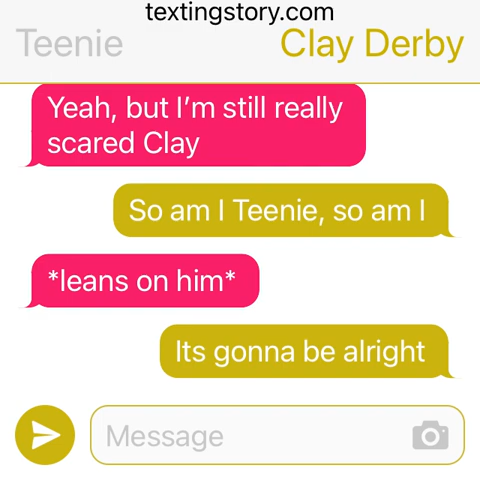 textingstory.com
Teenie
Clay Derby
Yeah, but I’m still really
scared Clay
So am I Teenie, so am I
*leans on him*
Its gonna be alright
Message